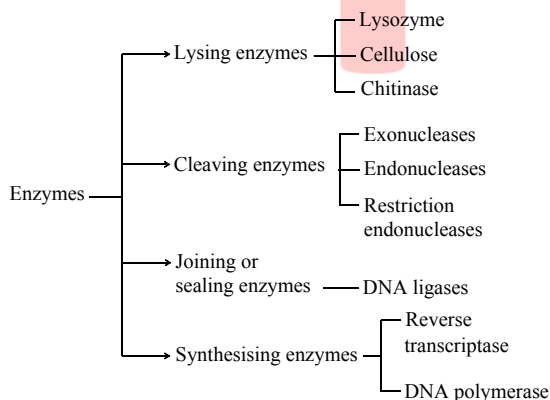 Enzymes
Lysing enzymes
Lysozyme
Cellulose
Chitinase
Cleaving enzymes
Exonucleases
Endonucleases
Restriction
endonucleases
Joining or
sealing enzymes
DNA ligases
Synthesising enzymes
Reverse
transcriptase
DNA polymerase